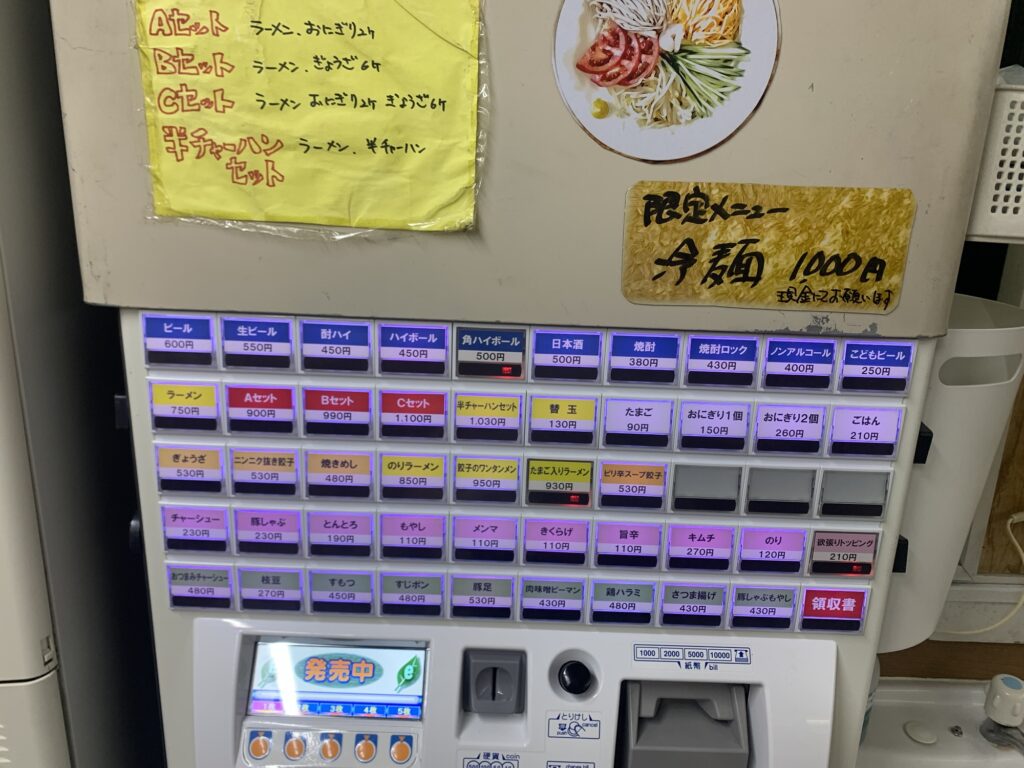 Aセット ラーメン、おにぎり2ケ
Bセット ラーメン、ぎょうざ6ケ
Cセット ラーメン おにぎり2ケ ぎょうざ6ケ
半チャーハン ラーメン、半チャーハン
セット
限定メニュー
冷麺 1000円
現金にてお願いします
ビール 生ビール 酎ハイ ハイボール 角ハイボール 日本酒 焼酎 焼酎ロック ノンアルコール こどもビール
600円 550円 450円 450円 500円 500円 380円 430円 400円 250円
ラーメン Aセット Bセット Cセット 半チャーハンセット 替玉 たまご おにぎり1個 おにぎり2個 ごはん
750円 900円 990円 1,100円 1,030円 130円 90円 150円 260円 210円
ぎょうざ ニンニク抜き餃子 焼きめし のりラーメン 餃子のワンタンメン たまご入りラーメン ピリ辛スープ餃子
530円 530円 480円 850円 950円 930円 530円
チャーシュー 豚しゃぶ とんとろ もやし メンマ きくらげ 旨辛 キムチ のり 欲張りトッピング
230円 230円 190円 110円 110円 110円 110円 270円 120円 210円
おつまみチャーシュー 枝豆 すもつ すじポン 豚足 肉味噌ピーマン 鶏ハラミ さつま揚げ 豚しゃぶもやし 領収書
480円 270円 450円 480円 530円 430円 480円 430円 430円
発売中 e
3枚 4枚 5枚
1000 2000 5000 10000
紙幣 bill
とりけし
push cancel
硬貨 coin